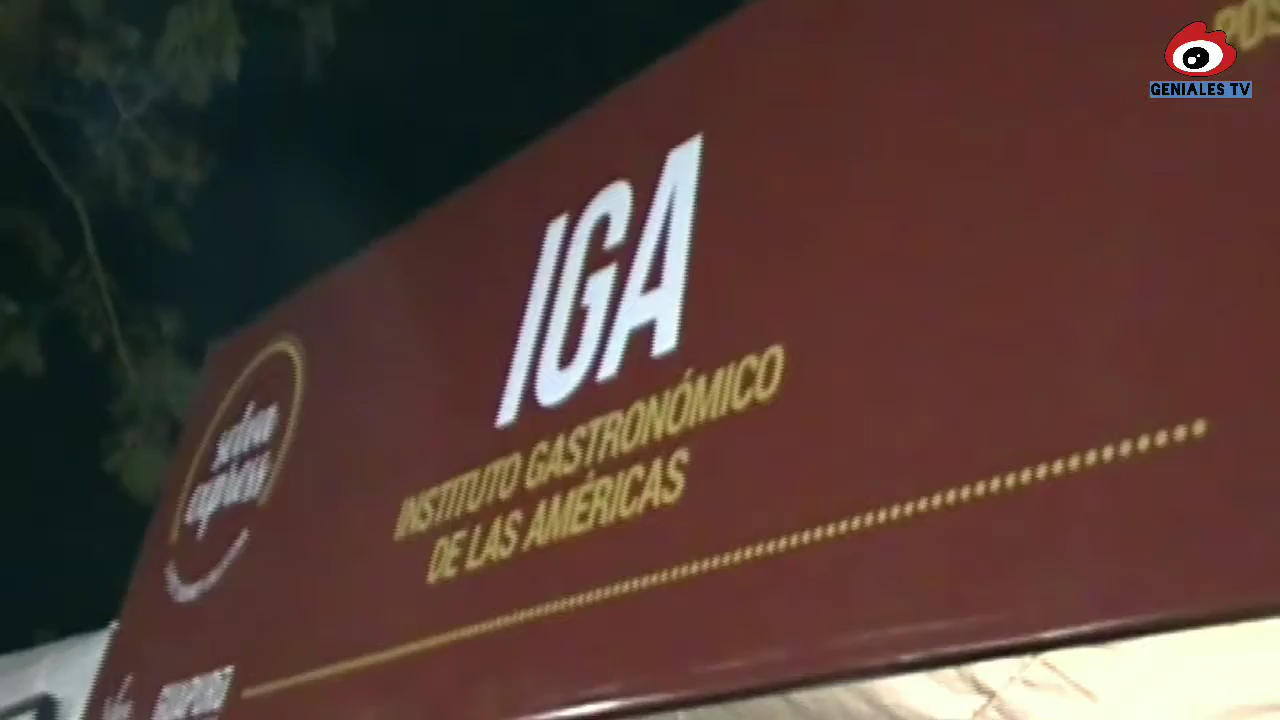 GENIALES TV
IGA
INSTITUTO GASTRONÓMICO
DE LAS AMÉRICAS